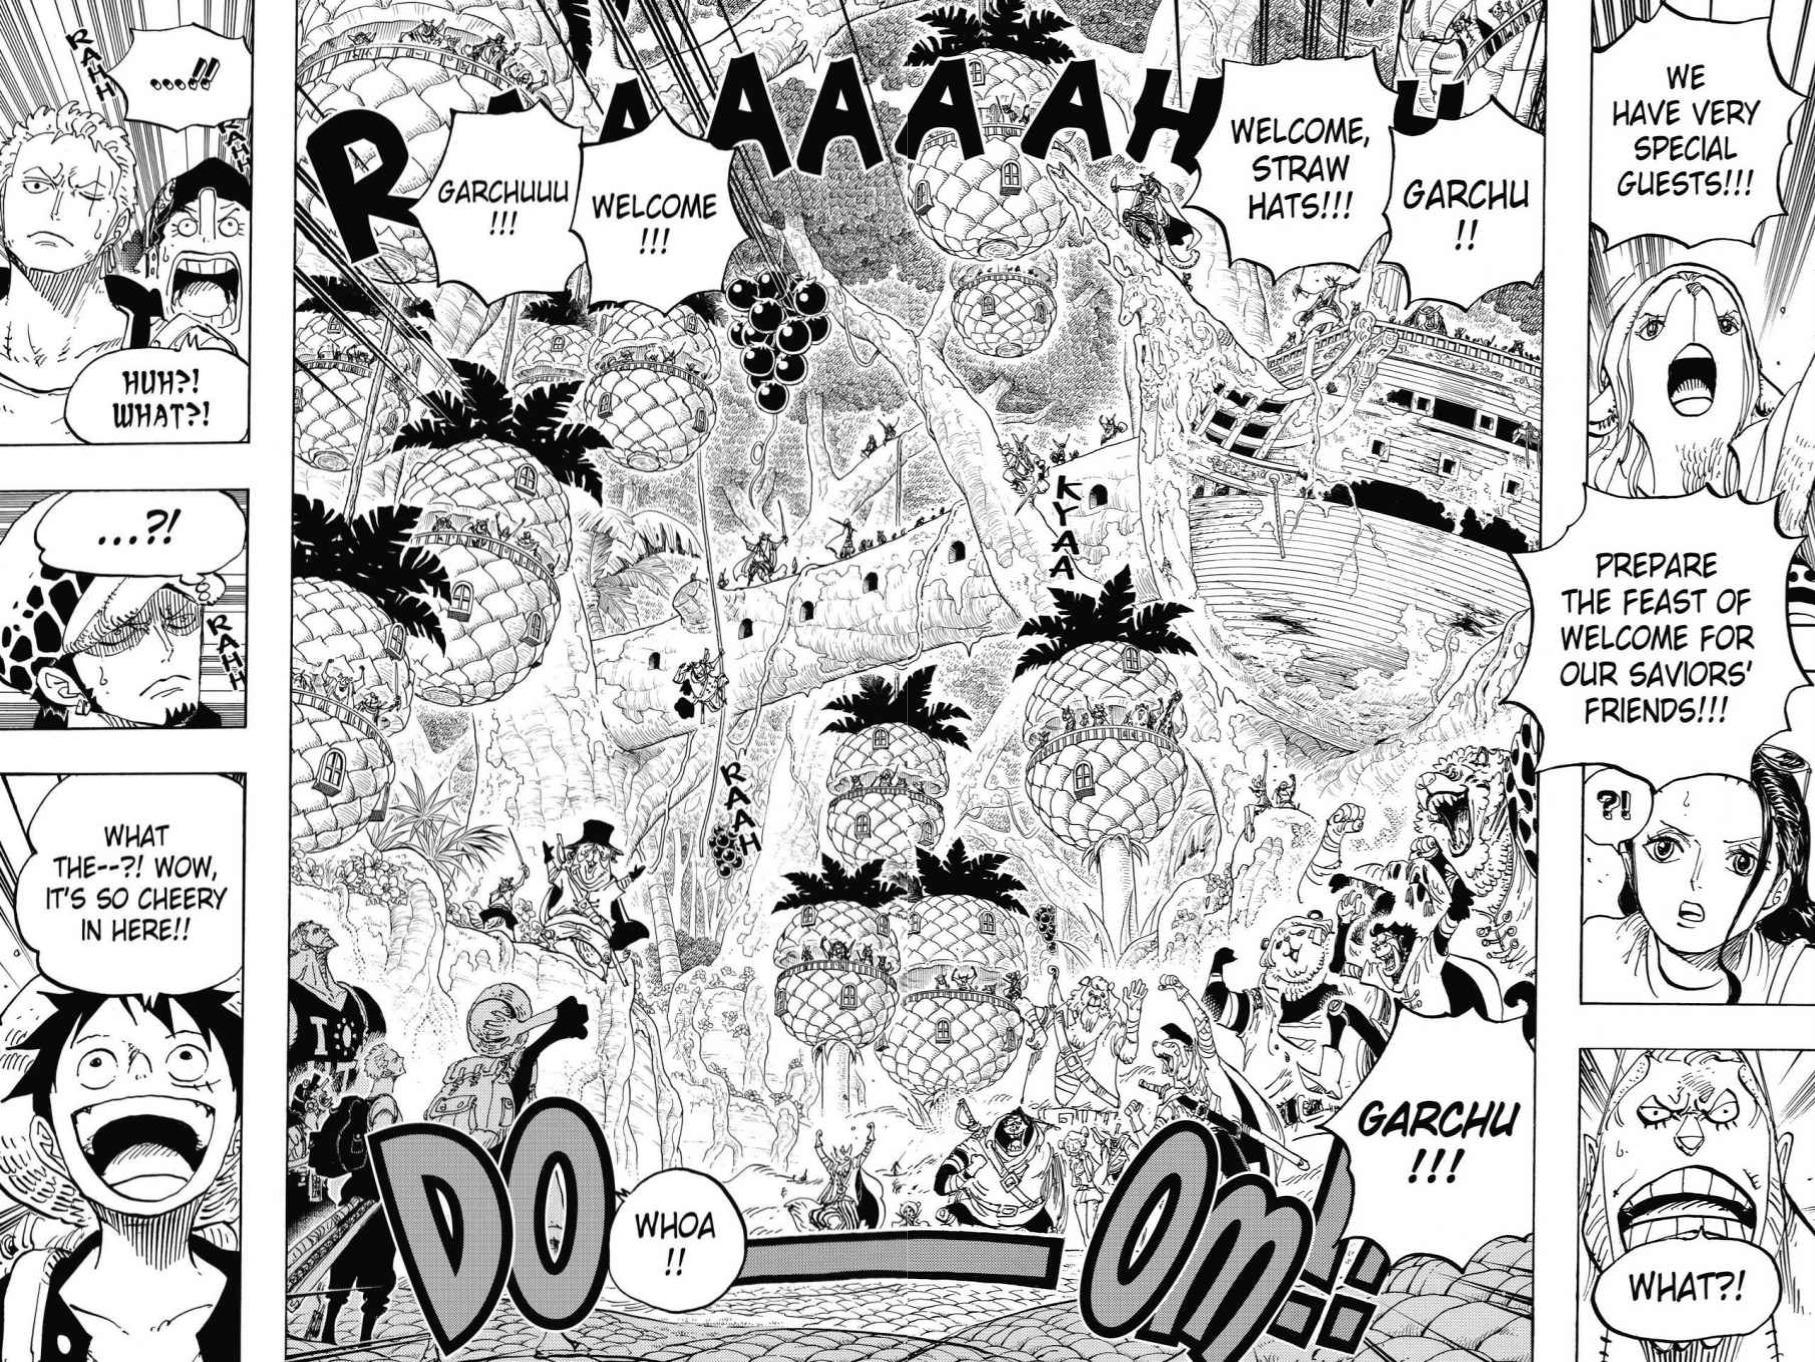 WE
HAVE VERY
SPECIAL
GUESTS!!!
PREPARE
THE FEAST OF
WELCOME FOR
OUR SAVIORS'
FRIENDS!!!
?!
WHAT?!
GARCHU
!!
WELCOME,
STRAW
HATS!!!
WELCOME
!!!
GARCHUUU
!!!
KYAA
RAAH
GARCHU
!!!
WHOA
!!
DO
OM!!
RAHH
....!!
RAHH
HUH?!
WHAT?!
...?!
RAHH
WHAT
THE--?! WOW,
IT'S SO CHEERY
IN HERE!!